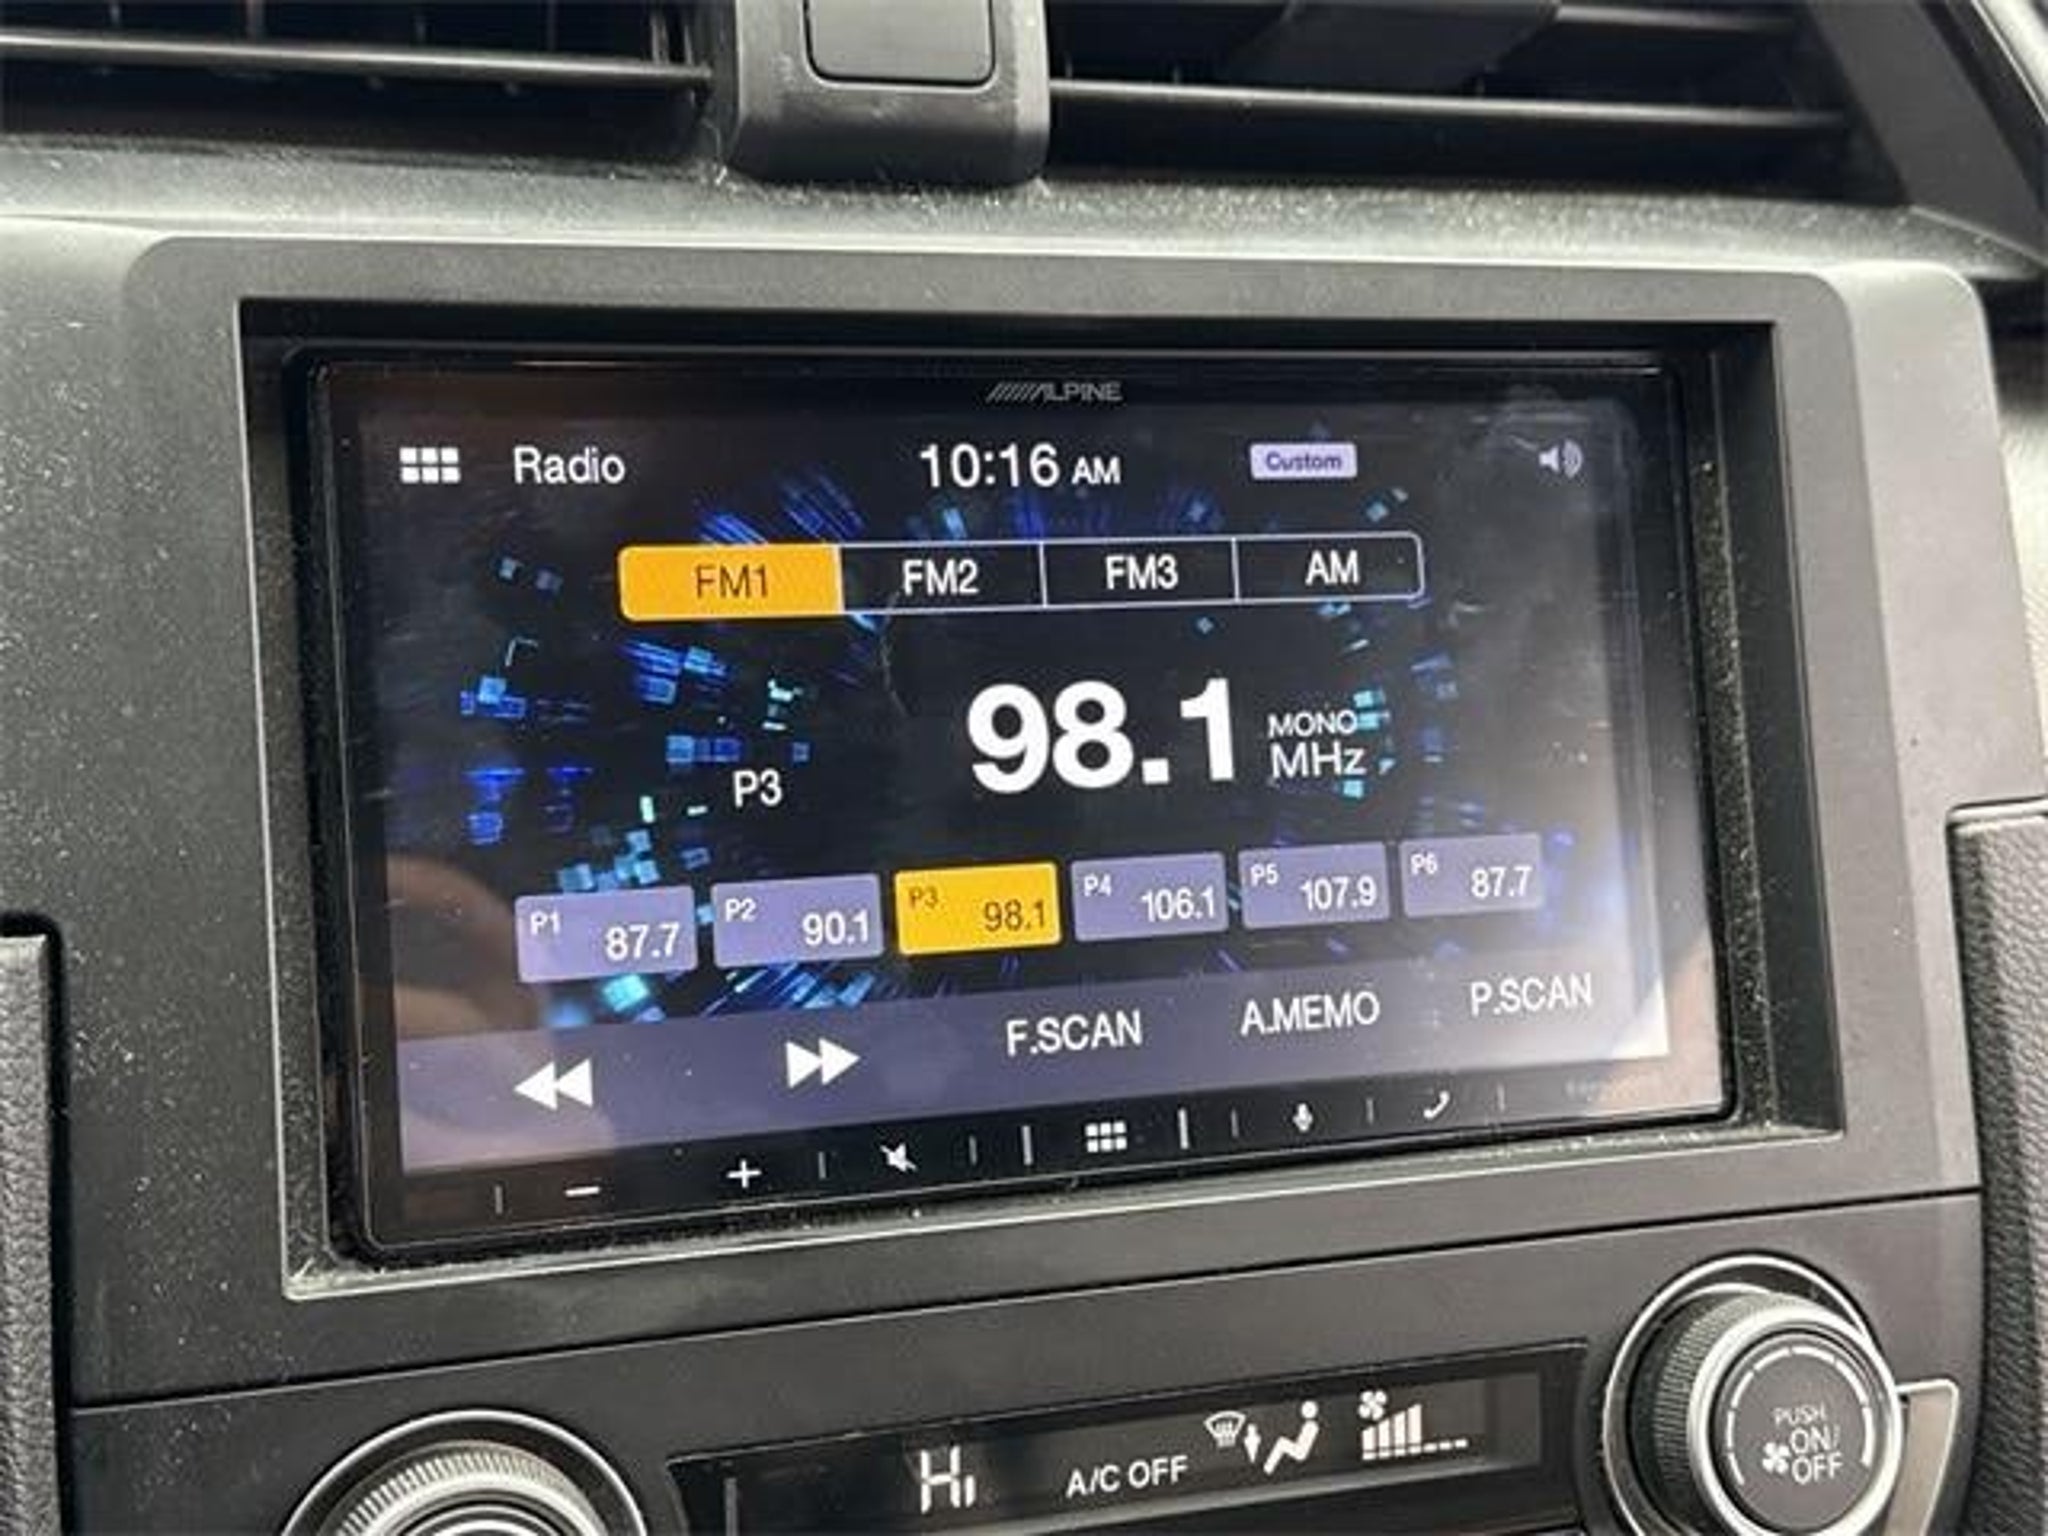 ALPINE
Radio 10:16 AM Custom
FM1 FM2 FM3 AM
98.1 MONO
MHz
P3
P1 87.7 P2 90.1 P3 98.1 P4 106.1 P5 107.9 P6 87.7
F.SCAN A.MEMO P.SCAN
Hi A/C OFF
PUSH
ON/
OFF